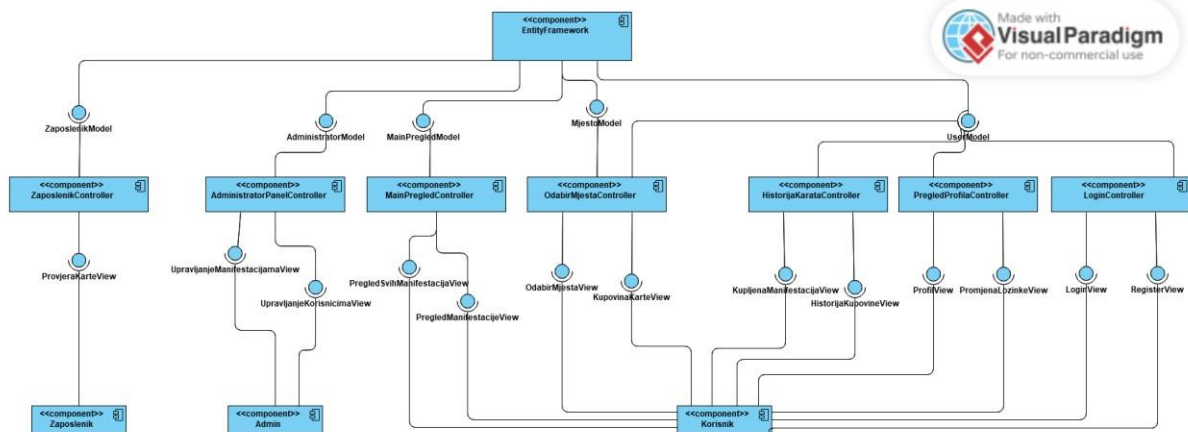 <<component>>
EntityFramework
Made with
Visual Paradigm
For non-commercial use
ZaposlenikModel
AdministratorModel
MainPregledModel
MjestoModel
UserModel
<<component>>
ZaposlenikController
<<component>>
AdministratorPanelController
<<component>>
MainPregledController
<<component>>
OdabirMjestaController
<<component>>
HistorijaKarataController
<<component>>
PregledProfilaController
<<component>>
LoginController
ProvjeraKarteView
UpravljanjeManifestacijamaView
UpravljanjeKorisnicimaView
PregledSvihManifestacijaView
PregledManifestacijeView
OdabirMjestaView
KupovinaKarteView
KupljenaManifestacijaView
HistorijaKupovineView
ProfilView
PromjenaLozinkeView
LoginView
RegisterView
<<component>>
Zaposlenik
<<component>>
Admin
<<component>>
Korisnik